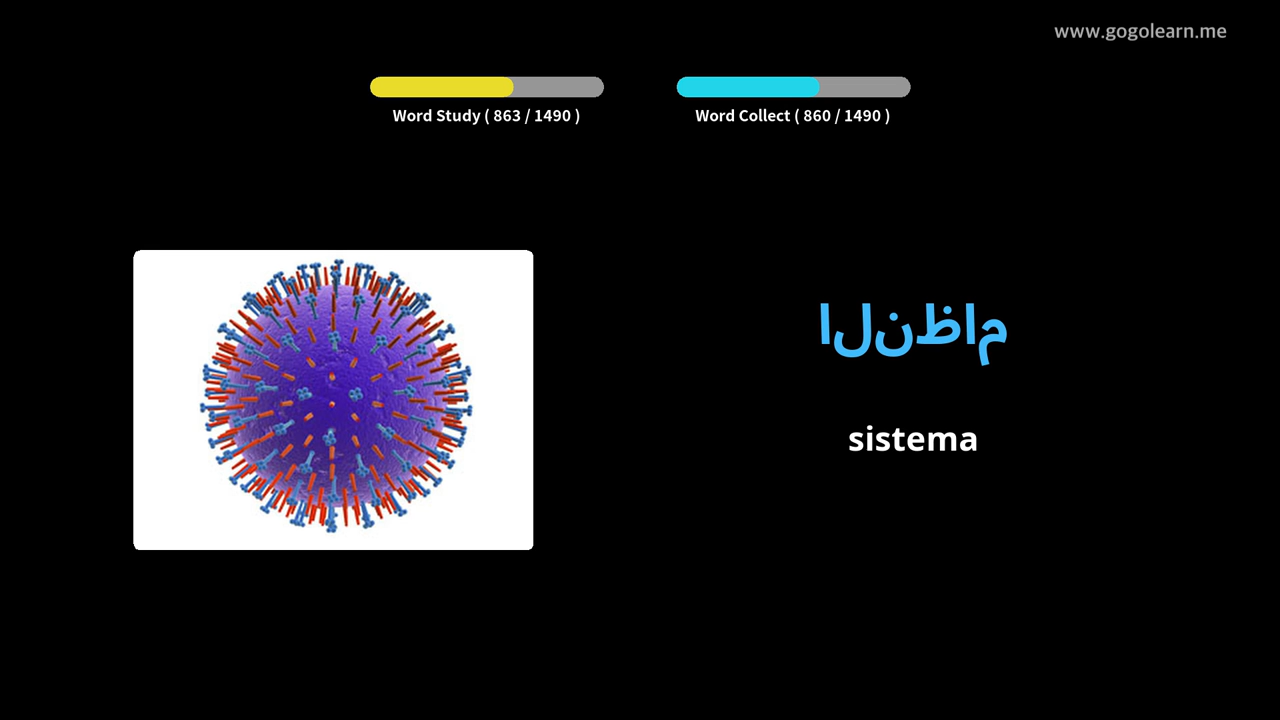 www.gogolearn.me
Word Study ( 863 / 1490 )
Word Collect ( 860 / 1490 )
النظام
sistema